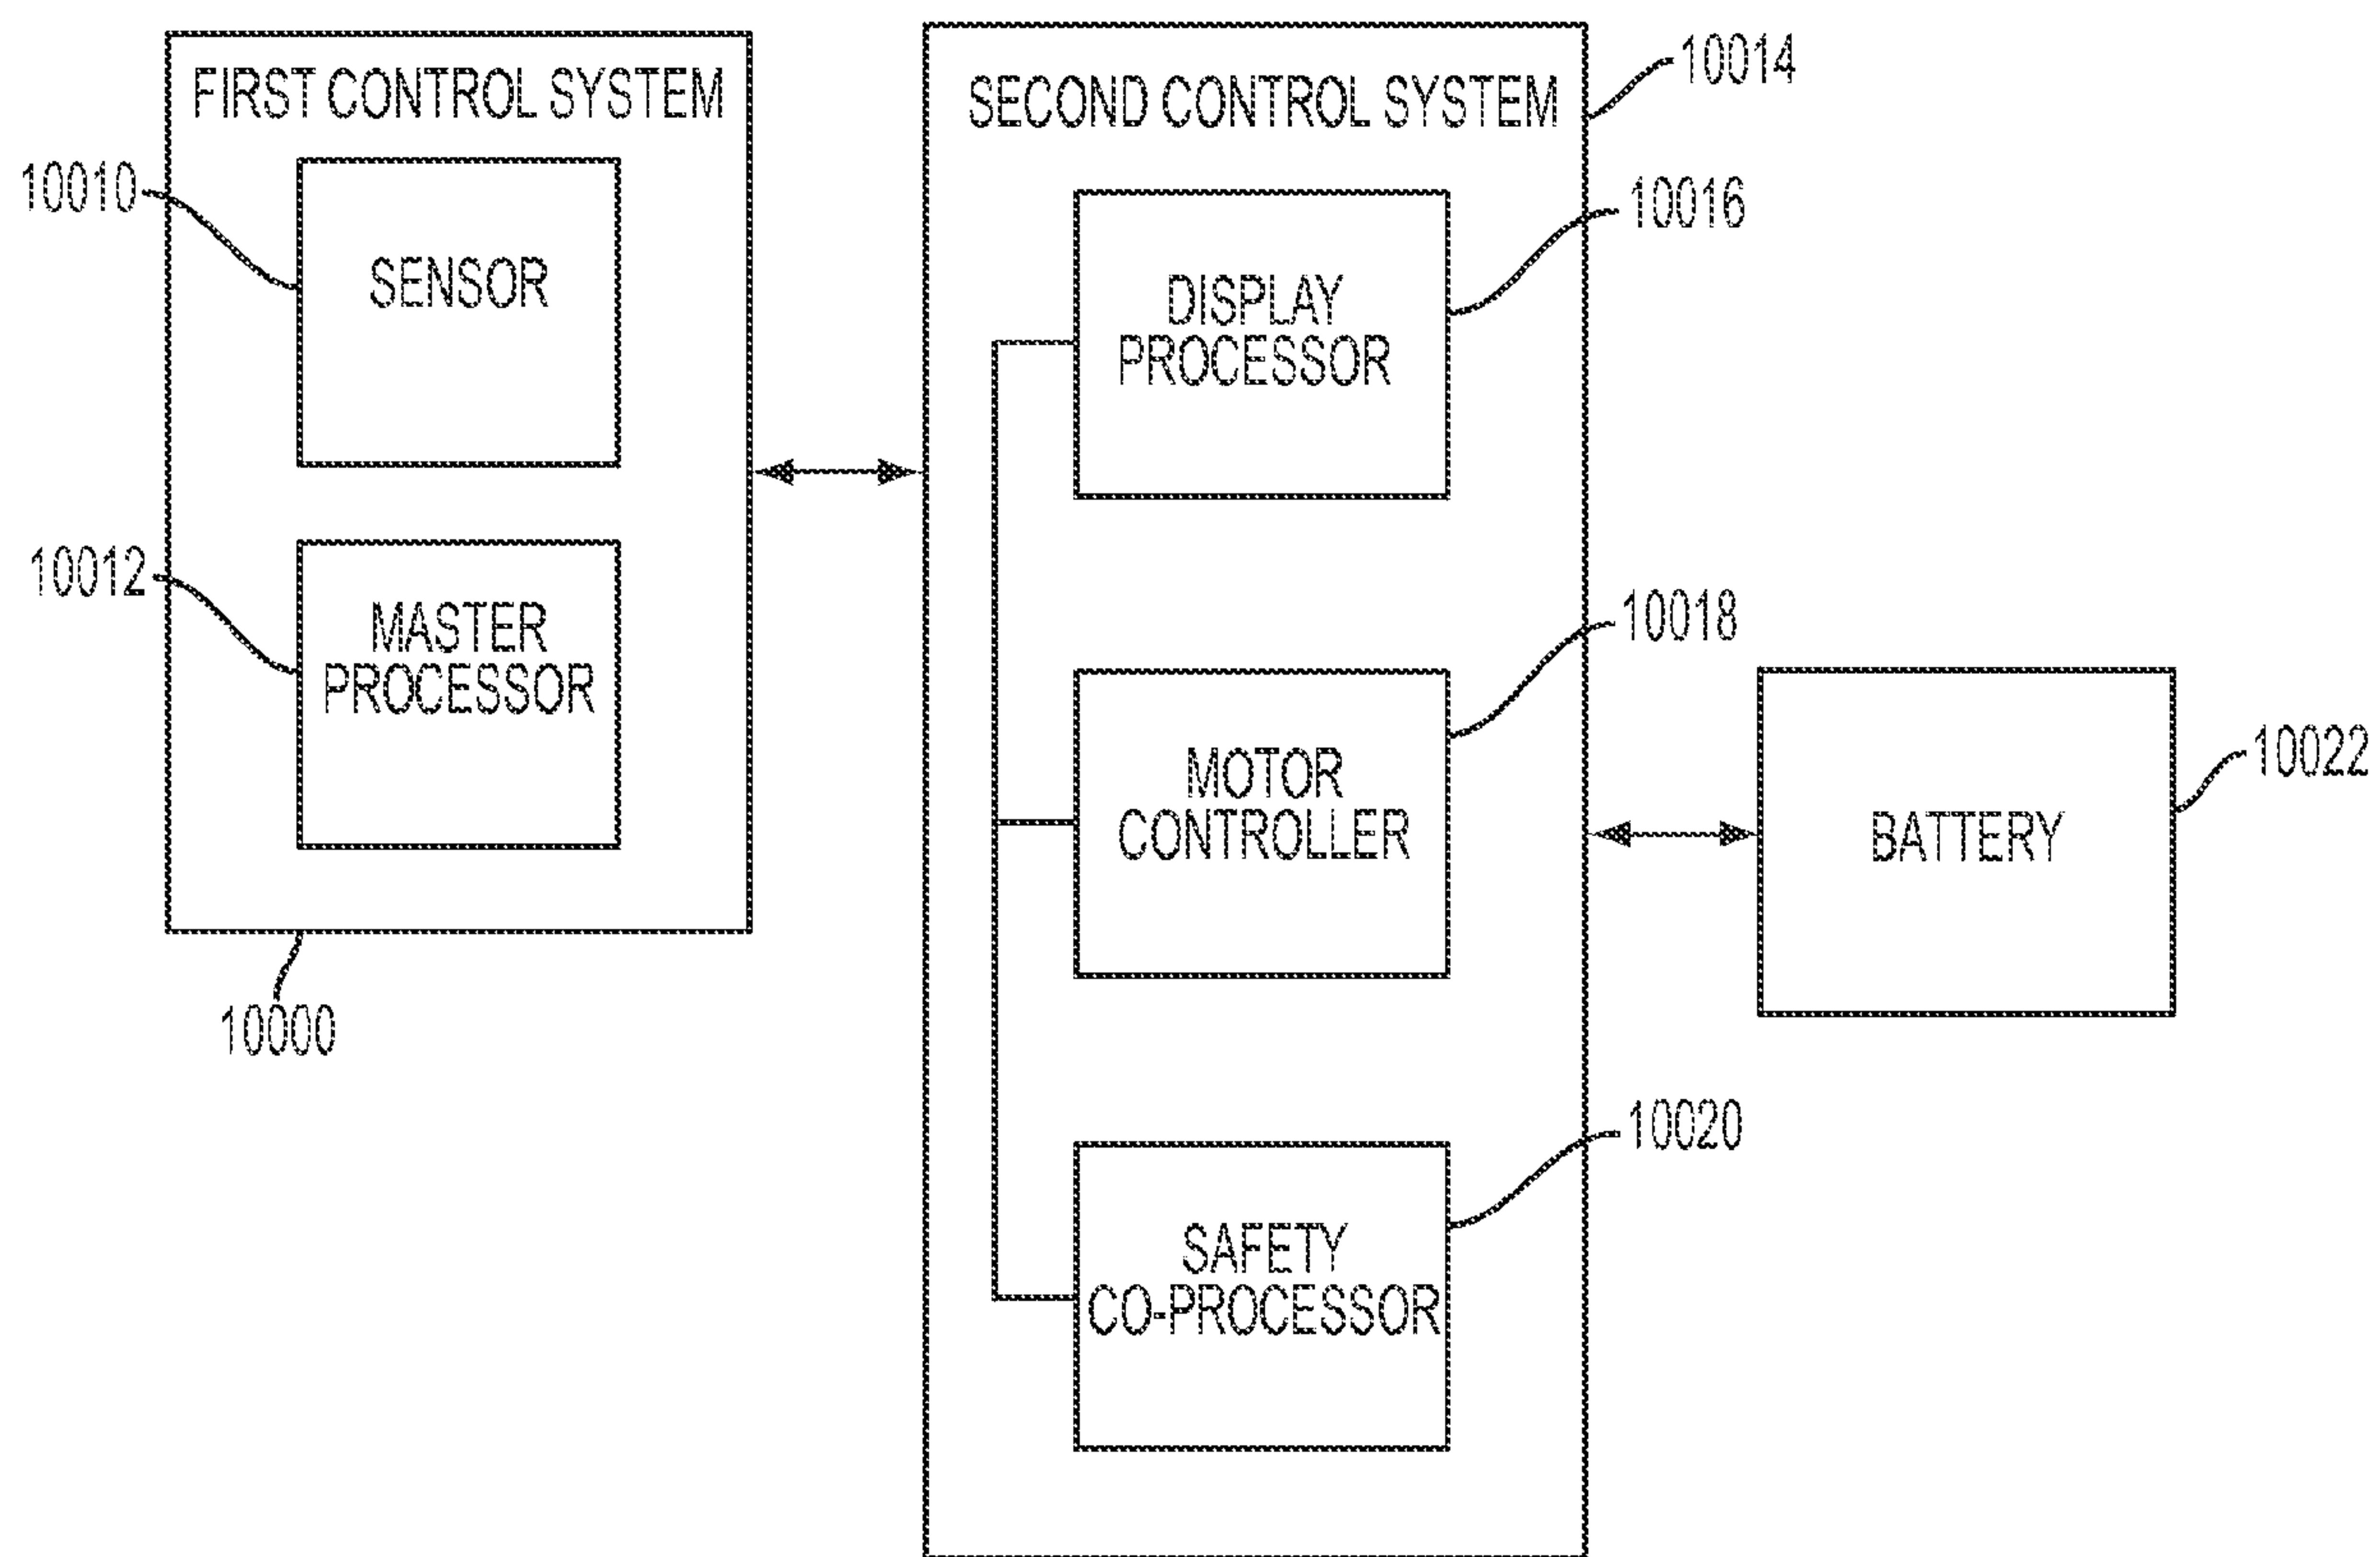 FIRST CONTROL SYSTEM
10010
SENSOR
10012
MASTER
PROCESSOR
10000
SECOND CONTROL SYSTEM
10014
DISPLAY
PROCESSOR
10016
MOTOR
CONTROLLER
10018
SAFETY
CO-PROCESSOR
10020
BATTERY
10022